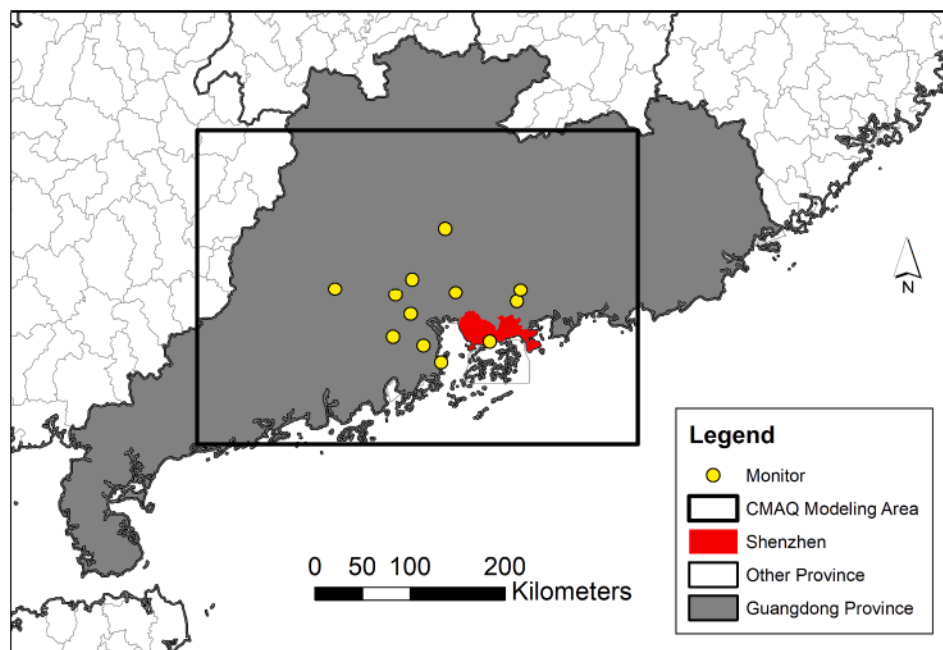 N
Legend
Monitor
CMAQ Modeling Area
Shenzhen
Other Province
Guangdong Province
0 50 100 200
Kilometers